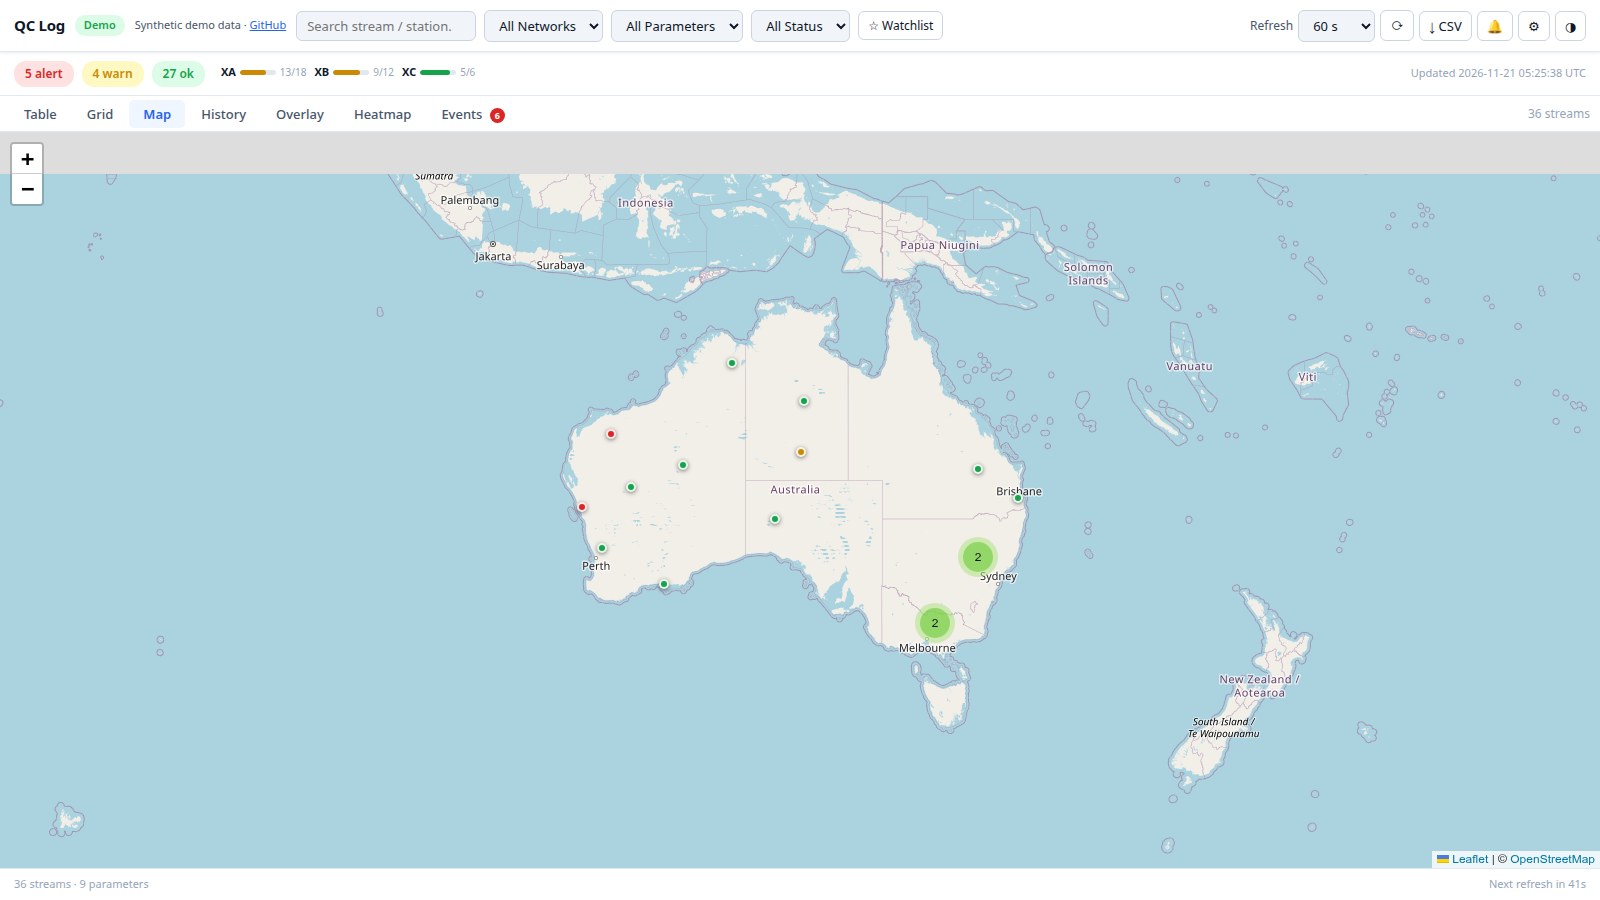 QC Log Demo Synthetic demo data · GitHub Search stream / station. All Networks All Parameters All Status ☆ Watchlist Refresh 60 s ⟳ ↓ CSV 🔔 ⚙ ◑
5 alert 4 warn 27 ok XA 13/18 XB 9/12 XC 5/6 Updated 2026-11-21 05:25:38 UTC
Table Grid Map History Overlay Heatmap Events 6 36 streams
+
−
Sumatra
Palembang
Indonesia
Jakarta
Surabaya
Papua Niugini
Solomon
Islands
Vanuatu
Viti
Australia
Brisbane
2
Perth
Sydney
2
Melbourne
New Zealand /
Aotearoa
South Island /
Te Waipounamu
Leaflet | © OpenStreetMap
36 streams · 9 parameters Next refresh in 41s